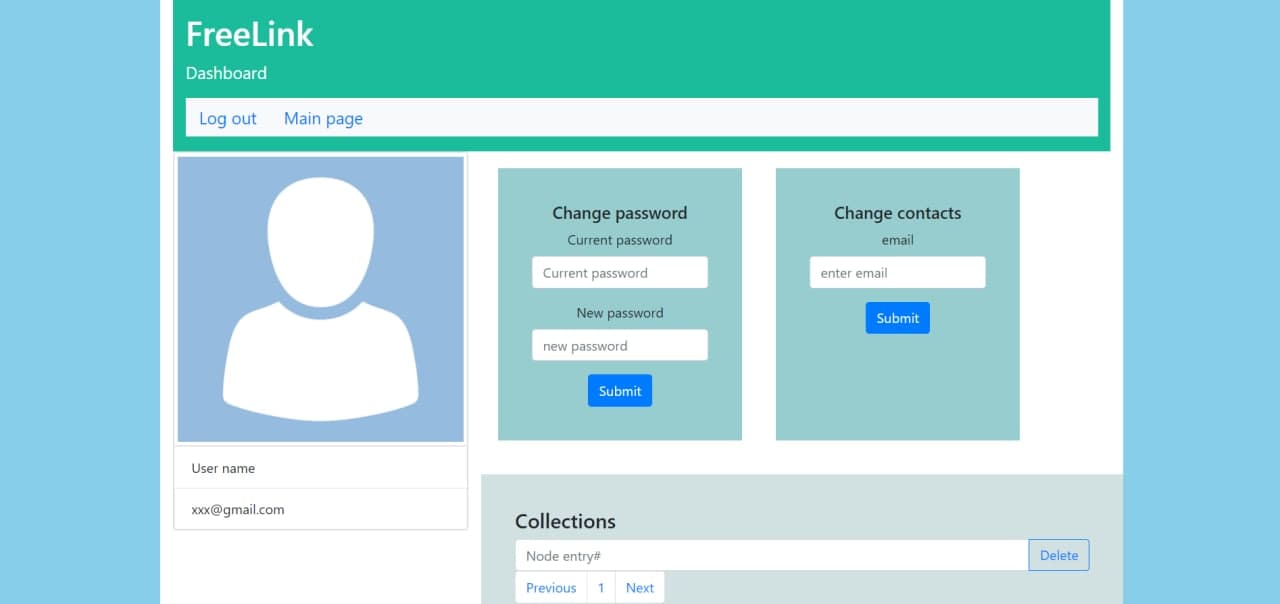 FreeLink
Dashboard
Log out Main page
User name
xxx@gmail.com
Change password
Current password
Current password
New password
new password
Submit
Change contacts
email
enter email
Submit
Collections
Node entry# Delete
Previous 1 Next